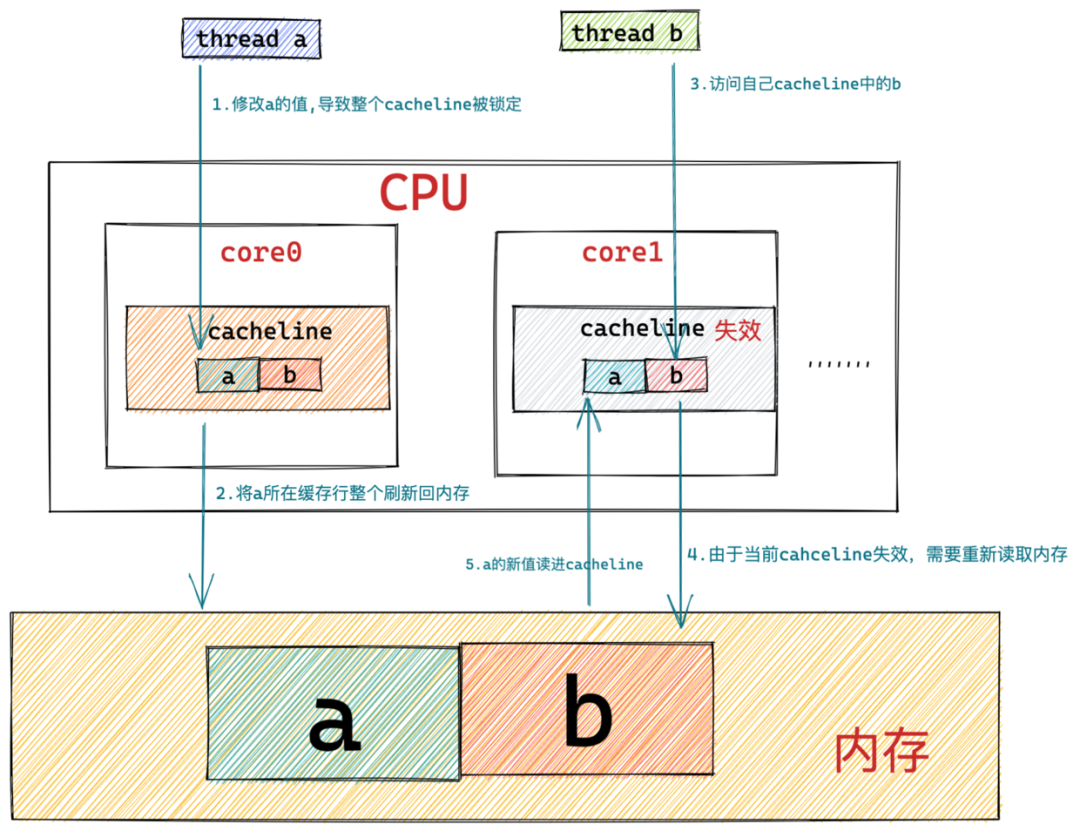 thread a
thread b
1.修改a的值,导致整个cacheline被锁定
3.访问自己cacheline中的b
CPU
core0
core1
cacheline
cacheline 失效
a
b
a
b
.......
2.将a所在缓存行整个刷新回内存
5.a的新值读进cacheline
4.由于当前cahceline失效，需要重新读取内存
a
b
内存